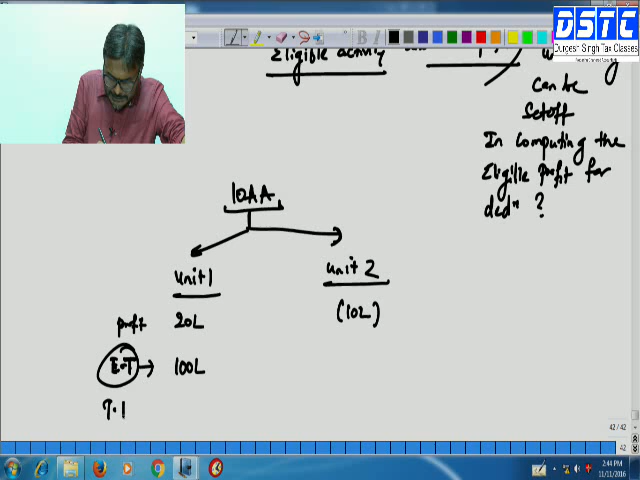 DSTC
Durgesh Singh Tax Classes
Eligible activity
can be
setoff
In computing the
Eligible profit for
dedⁿ ?
10AA
unit 1
unit 2
profit 20L
(10L)
E.T → 100L
T.I
42 / 42
42
2:44 PM
11/11/2016